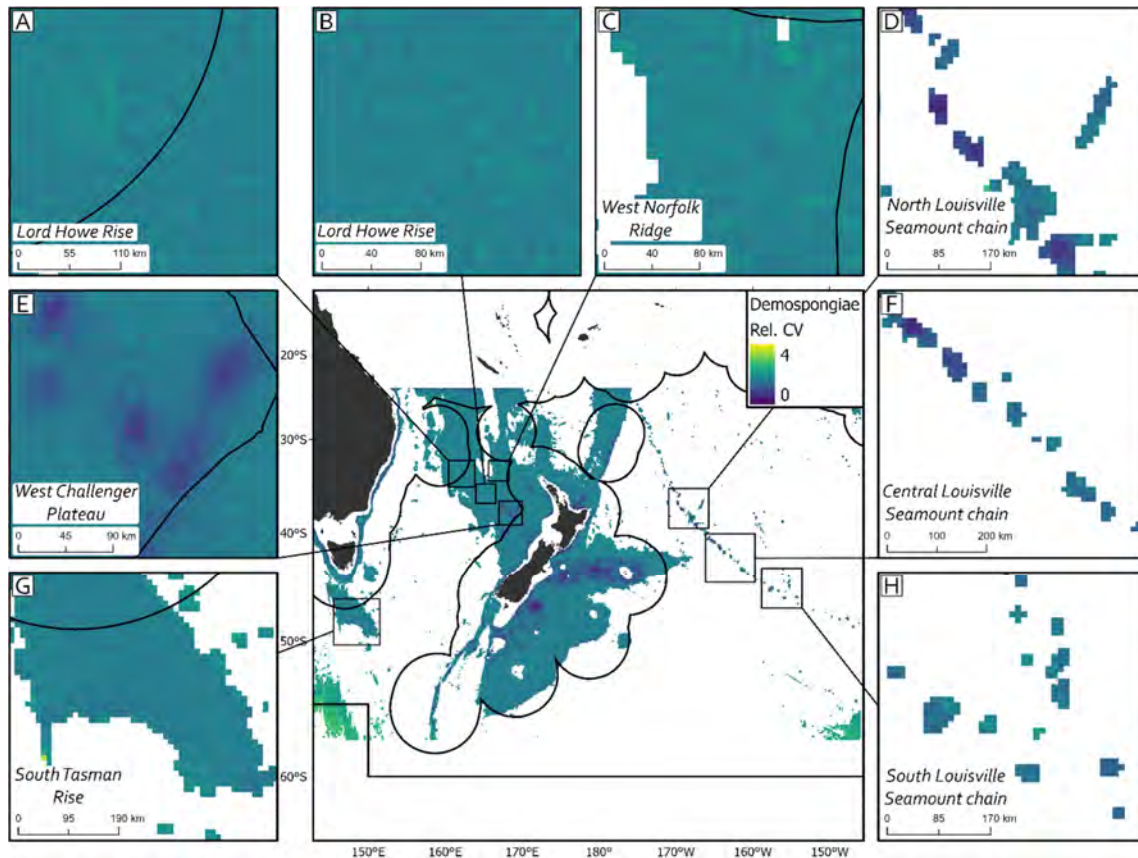 A
Lord Howe Rise
0 55 110 km
B
Lord Howe Rise
0 40 80 km
C
West Norfolk
Ridge
0 40 80 km
D
North Louisville
Seamount chain
0 85 170 km
E
West Challenger
Plateau
0 45 90 km
Demospongiae
Rel. CV
4
0
20°S
30°S
40°S
50°S
60°S
150°E 160°E 170°E 180° 170°W 160°W 150°W
F
Central Louisville
Seamount chain
0 100 200 km
G
South Tasman
Rise
0 95 190 km
H
South Louisville
Seamount chain
0 85 170 km